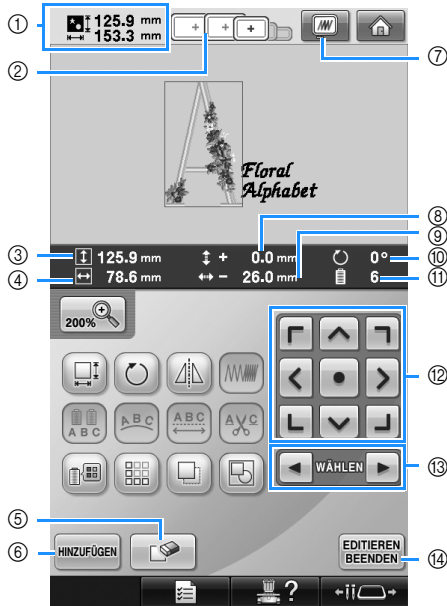 ① 125.9 mm
153.3 mm
②
⑦
Floral
Alphabet
③ 125.9 mm + 0.0 mm 0° ⑧
④ 78.6 mm − 26.0 mm 6 ⑨
⑩
⑪
200%
⑫
A B C A B C A B C A V C
⑬
WÄHLEN
⑤
⑥ HINZUFÜGEN
EDITIEREN
BEENDEN ⑭
?